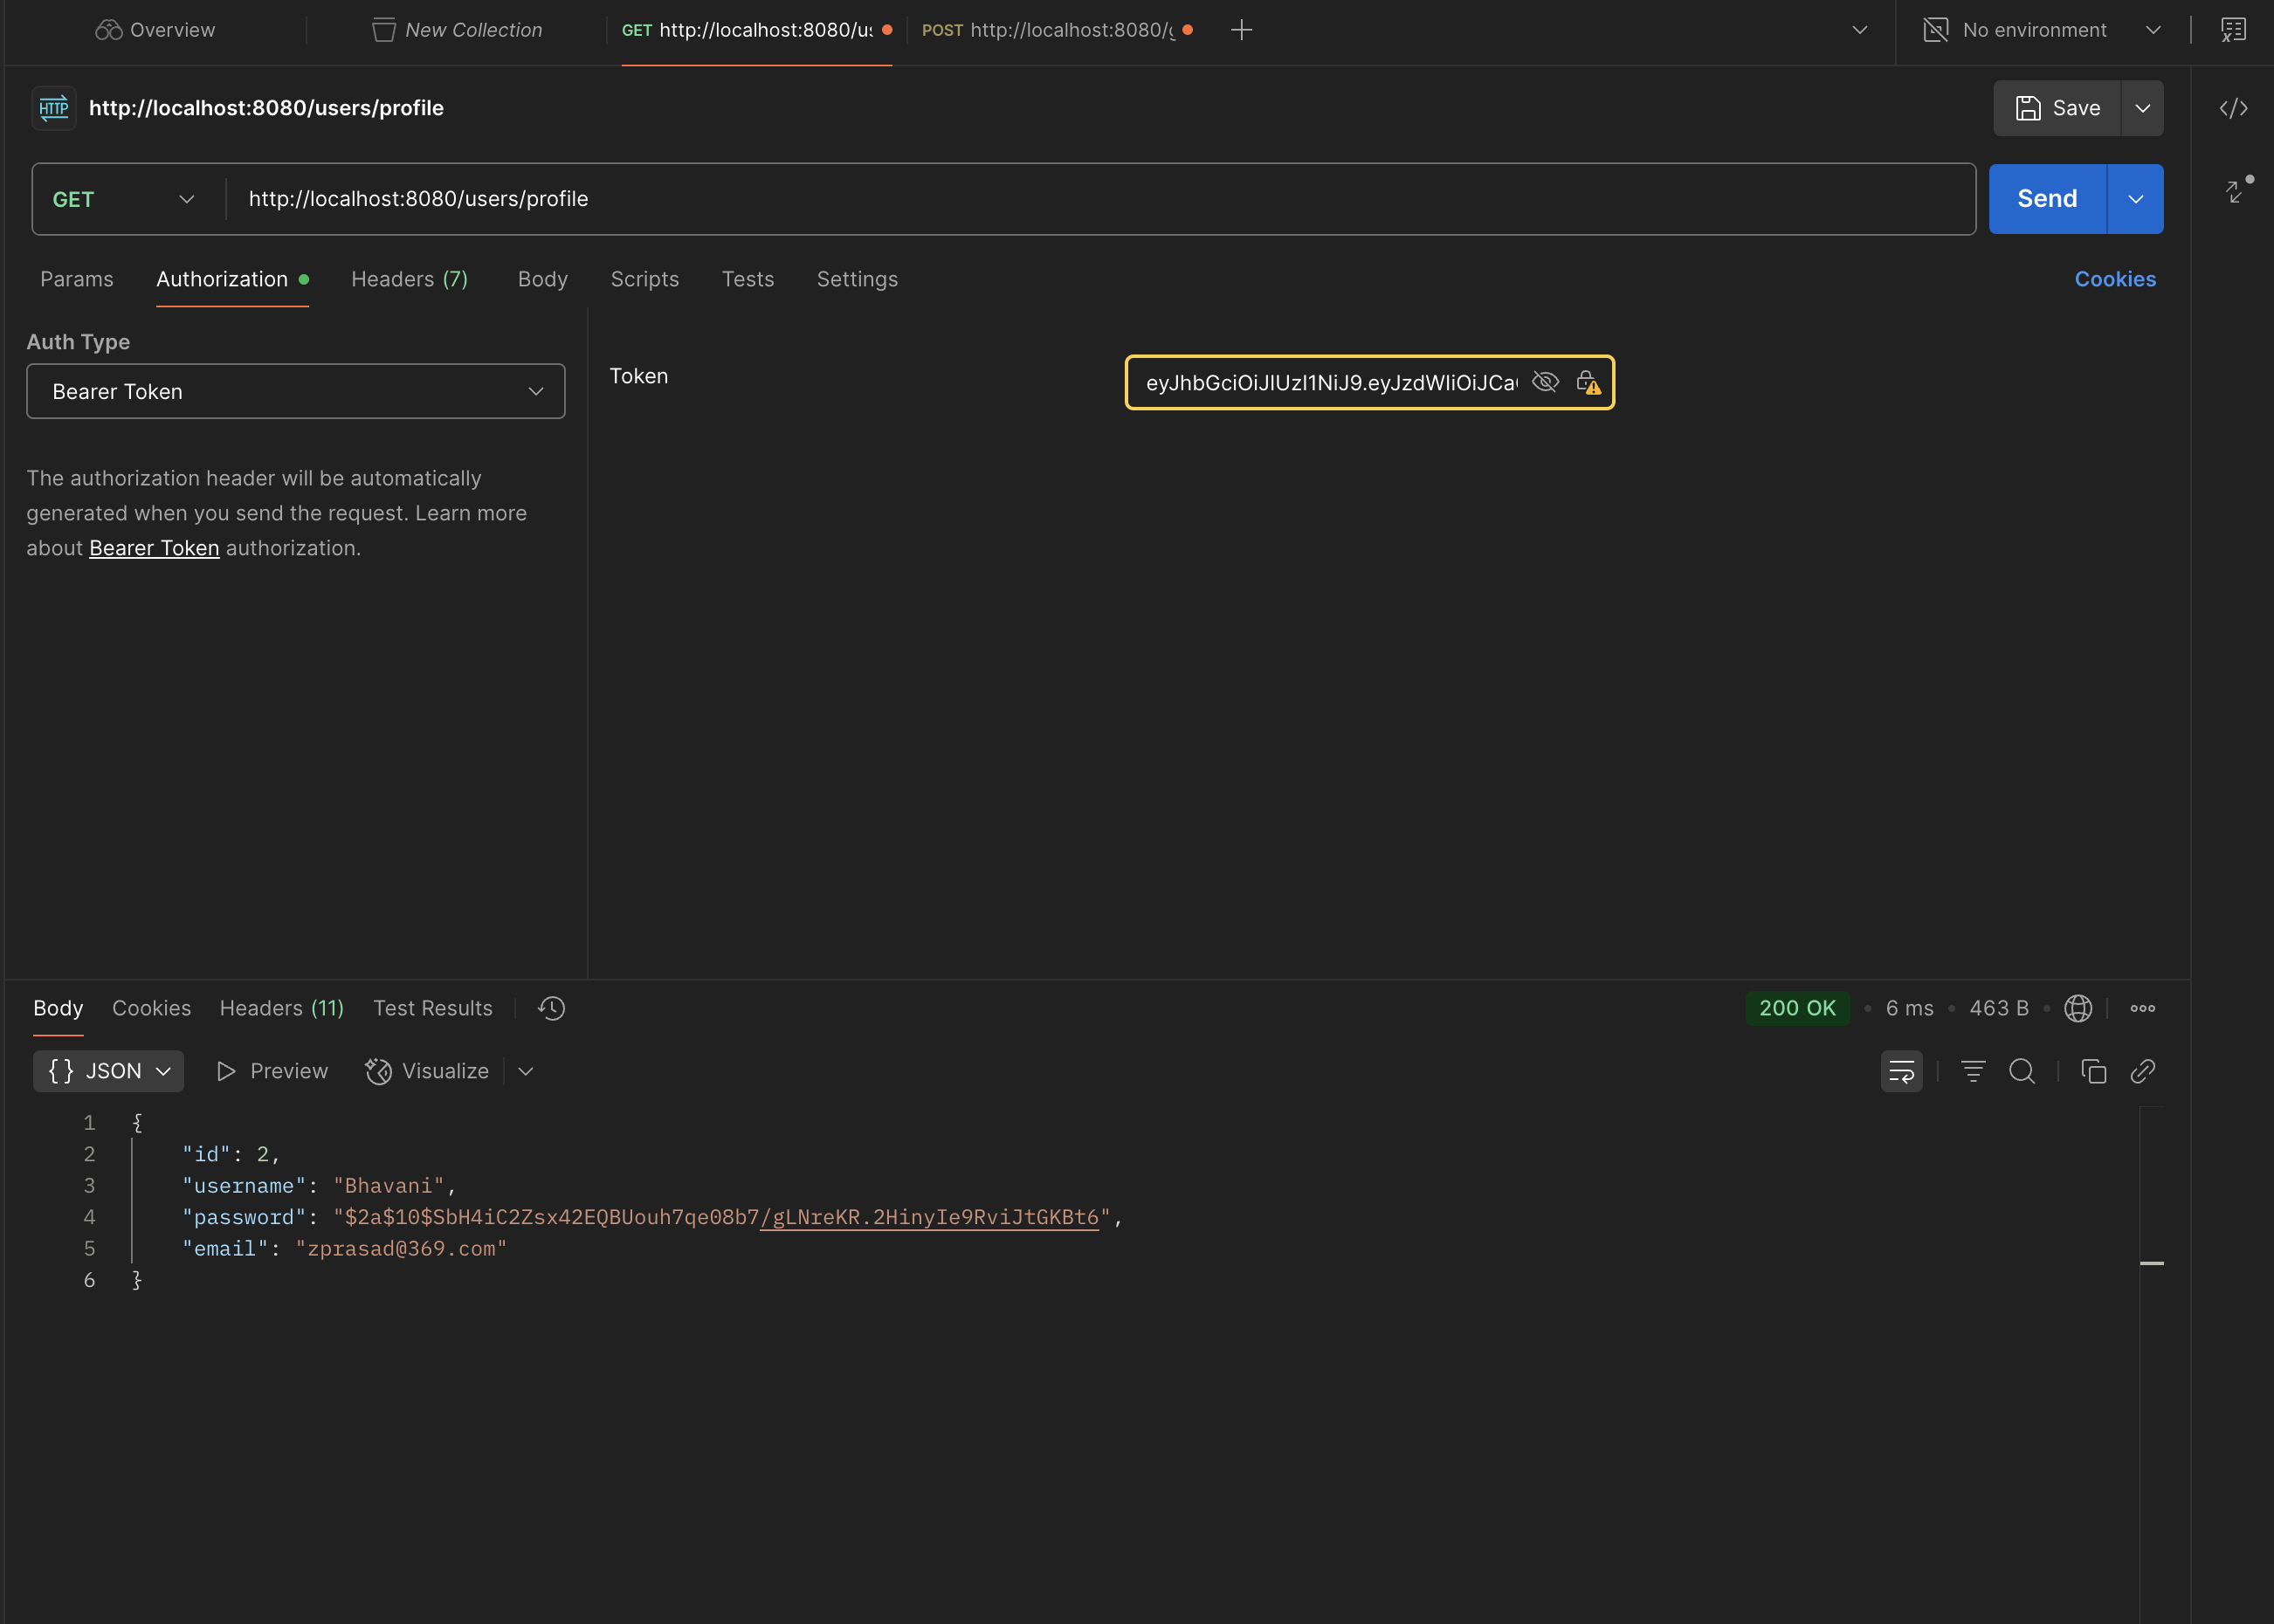 Overview
New Collection
GET http://localhost:8080/us
POST http://localhost:8080/
No environment
HTTP http://localhost:8080/users/profile
Save
GET http://localhost:8080/users/profile
Send
Params Authorization Headers (7) Body Scripts Tests Settings
Cookies
Auth Type
Bearer Token
The authorization header will be automatically
generated when you send the request. Learn more
about Bearer Token authorization.
Token
eyJhbGciOiJIUzI1NiJ9.eyJzdWIiOiJCa
Body Cookies Headers (11) Test Results
200 OK • 6 ms • 463 B •
{ } JSON Preview Visualize
1 {
2 "id": 2,
3 "username": "Bhavani",
4 "password": "$2a$10$SbH4iC2Zsx42EQBUouh7qe08b7/gLNreKR.2HinyIe9RviJtGKBt6",
5 "email": "zprasad@369.com"
6 }